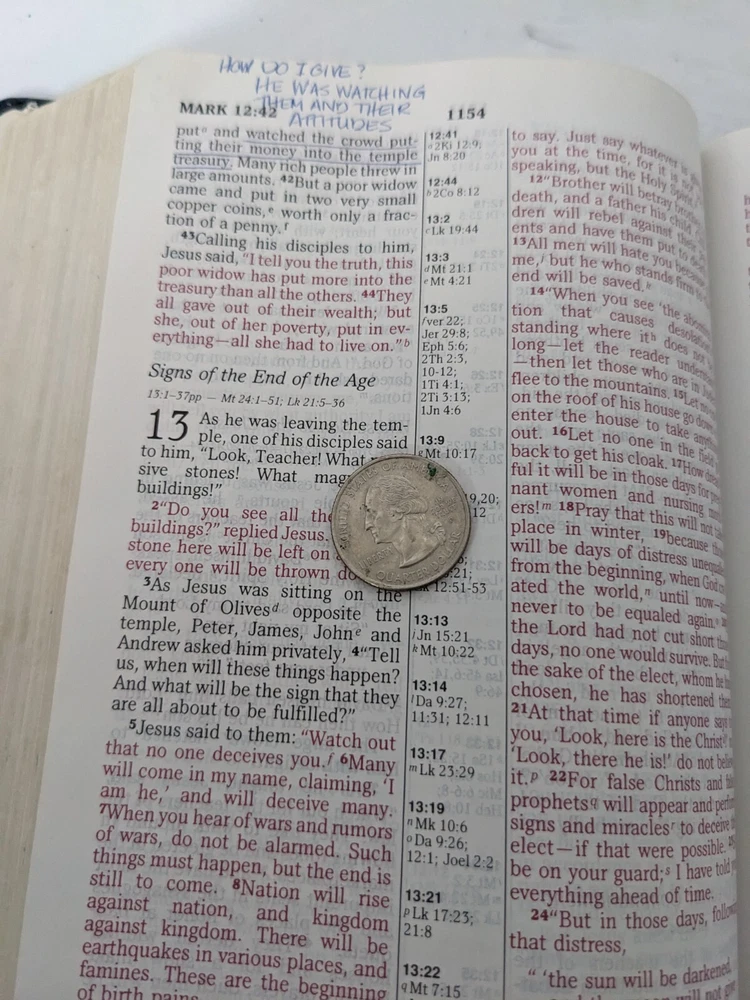 HOW DO I GIVE?
HE WAS WATCHING
THEM AND THEIR
ATTITUDES
MARK 12:42
1154
putᵃ and watched the crowd put-
ting their money into the temple
treasury. Many rich people threw in
large amounts. 42But a poor widow
came and put in two very small
copper coins,ᵉ worth only a frac-
tion of a penny.ᶠ
43Calling his disciples to him,
Jesus said, “I tell you the truth, this
poor widow has put more into the
treasury than all the others. 44They
all gave out of their wealth; but
she, out of her poverty, put in ev-
erything—all she had to live on.”ᵇ
Signs of the End of the Age
13:1–37pp — Mt 24:1–51; Lk 21:5–36
13 As he was leaving the tem-
ple, one of his disciples said
to him, “Look, Teacher! What
sive stones! What
buildings!”
2“Do you see all
buildings?” replied Jesus.
stone here will be left on
every one will be thrown
3As Jesus was sitting on the
Mount of Olivesᵈ opposite the
temple, Peter, James, Johnᵉ and
Andrew asked him privately, 4“Tell
us, when will these things happen?
And what will be the sign that they
are all about to be fulfilled?”
5Jesus said to them: “Watch out
that no one deceives you.ᶠ 6Many
will come in my name, claiming, ‘I
am he,’ and will deceive many.
7When you hear of wars and rumors
of wars, do not be alarmed. Such
things must happen, but the end is
still to come. 8Nation will rise
against nation, and kingdom
against kingdom. There will be
earthquakes in various places, and
famines. These are the beginning
of birth pains.
12:41
a 2Ki 12:9;
Jn 8:20
12:44
b 2Co 8:12
13:2
c Lk 19:44
13:3
d Mt 21:1
e Mt 4:21
13:5
f ver 22;
Jer 29:8;
Eph 5:6;
2Th 2:3,
10-12;
1Ti 4:1;
2Ti 3:13;
1Jn 4:6
13:9
g Mt 10:17
19,20;
12
21;
12:51-53
13:13
j Jn 15:21
k Mt 10:22
13:14
l Da 9:27;
11:31; 12:11
13:17
m Lk 23:29
13:19
n Mk 10:6
o Da 9:26;
12:1; Joel 2:2
13:21
p Lk 17:23;
21:8
13:22
q Mt 7:15
to say. Just say whatever
you at the time, for it is
speaking, but the Holy
12“Brother will betray
death, and a father his child
dren will rebel against their
ents and have them put to
13All men will hate you because
me,ʲ but he who stands firm
end will be saved.ᵏ
14“When you see ‘the
tion that causes
standing where itᵇ does
long—let the reader
—then let those who are in
flee to the mountains. 15Let
on the roof of his house go down
enter the house to take
out. 16Let no one in the field
back to get his cloak. 17How
ful it will be in those days for
nant women and nursing
ers!ᵐ 18Pray that this will not
place in winter, 19because
will be days of distress
from the beginning, when God
ated the world,ⁿ until now—
never to be equaled again.ᵒ
the Lord had not cut short
days, no one would survive. But
the sake of the elect, whom he
chosen, he has shortened
21At that time if anyone says
you, ‘Look, here is the Christ!’
‘Look, there he is!’ do not
it.ᵖ 22For false Christs and
prophetsq will appear and
signs and miraclesʳ to deceive
elect—if that were possible.
be on your guard;ˢ I have told
everything ahead of time.
24“But in those days,
that distress,
“ ‘the sun will be darkened,
QUARTER